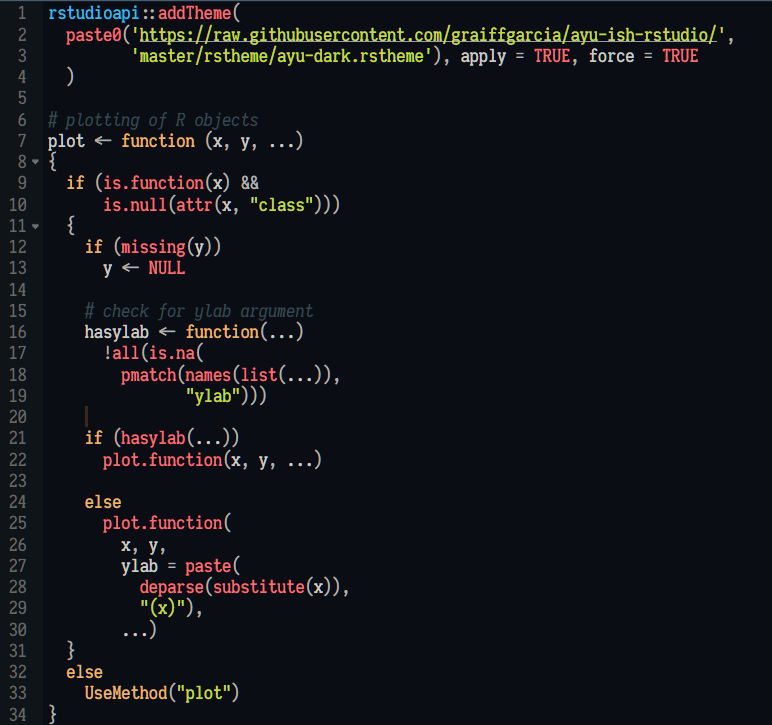 1 rstudioapi::addTheme(
2   paste0('https://raw.githubusercontent.com/graiffgarcia/ayu-ish-rstudio/',
3          'master/rstheme/ayu-dark.rstheme'), apply = TRUE, force = TRUE
4   )
5
6 # plotting of R objects
7 plot <- function (x, y, ...)
8 {
9   if (is.function(x) &&
10       is.null(attr(x, "class")))
11   {
12     if (missing(y))
13       y <- NULL
14
15     # check for ylab argument
16     hasylab <- function(...)
17       !all(is.na(
18         pmatch(names(list(...)),
19                "ylab")))
20
21     if (hasylab(...))
22       plot.function(x, y, ...)
23
24     else
25       plot.function(
26         x, y,
27         ylab = paste(
28           deparse(substitute(x)),
29           "(x)"),
30         ...)
31   }
32   else
33     UseMethod("plot")
34 }